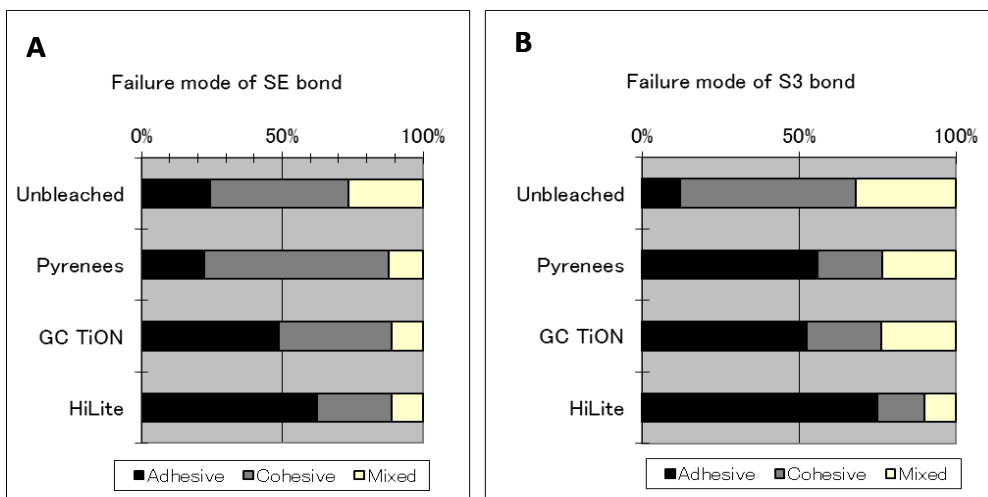 A
Failure mode of SE bond
0% 50% 100%
Unbleached
Pyrenees
GC TiON
HiLite
Adhesive Cohesive Mixed
B
Failure mode of S3 bond
0% 50% 100%
Unbleached
Pyrenees
GC TiON
HiLite
Adhesive Cohesive Mixed